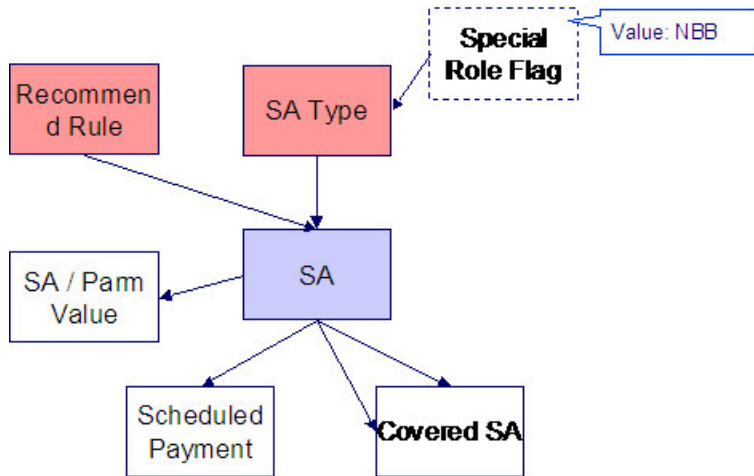 Special
Role Flag
Value: NBB
Recommen
d Rule
SA Type
SA
SA / Parm
Value
Scheduled
Payment
Covered SA